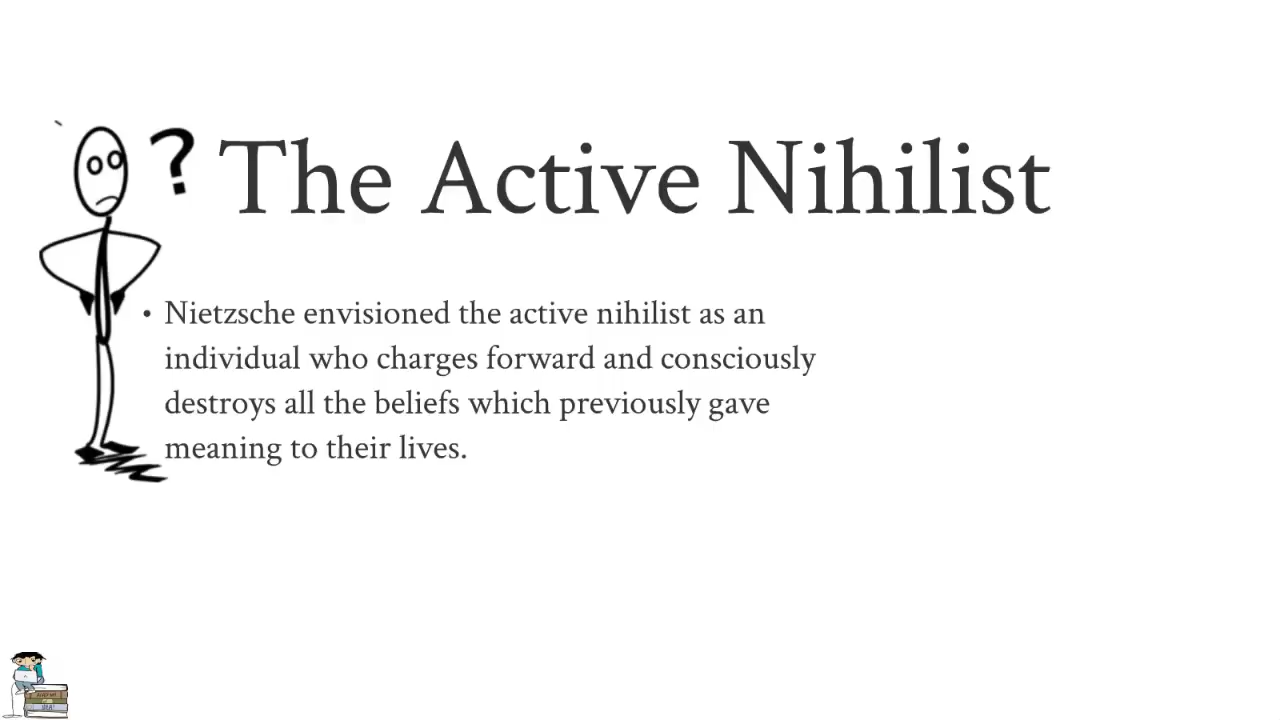 ?
The Active Nihilist
• Nietzsche envisioned the active nihilist as an
individual who charges forward and consciously
destroys all the beliefs which previously gave
meaning to their lives.